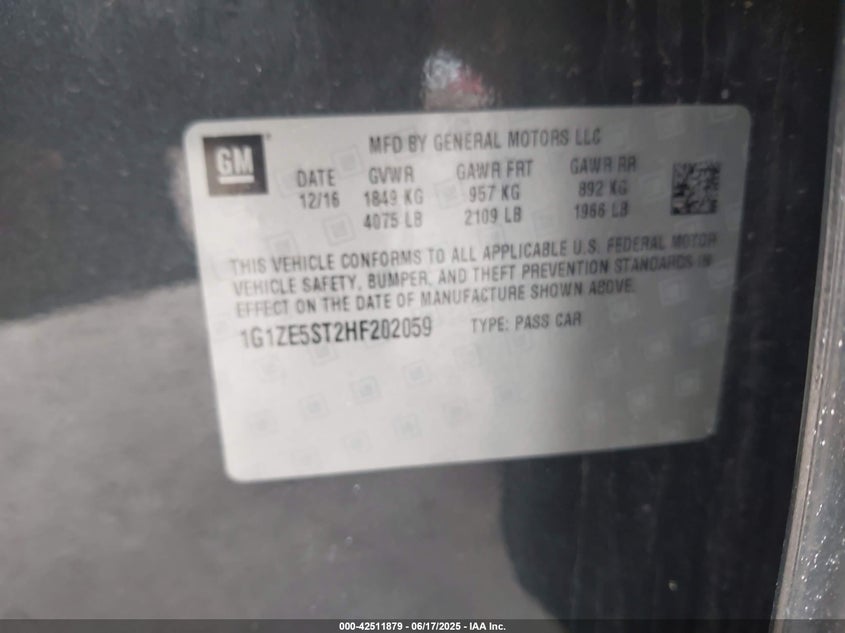 GM
MFD BY GENERAL MOTORS LLC
DATE GVWR GAWR FRT GAWR RR
12/16 1849 KG 957 KG 892 KG
4075 LB 2109 LB 1966 LB
THIS VEHICLE CONFORMS TO ALL APPLICABLE U.S. FEDERAL MOTOR
VEHICLE SAFETY, BUMPER, AND THEFT PREVENTION STANDARDS IN
EFFECT ON THE DATE OF MANUFACTURE SHOWN ABOVE.
1G1ZE5ST2HF202059 TYPE: PASS CAR
000-42511879 - 06/17/2025 - IAA Inc.